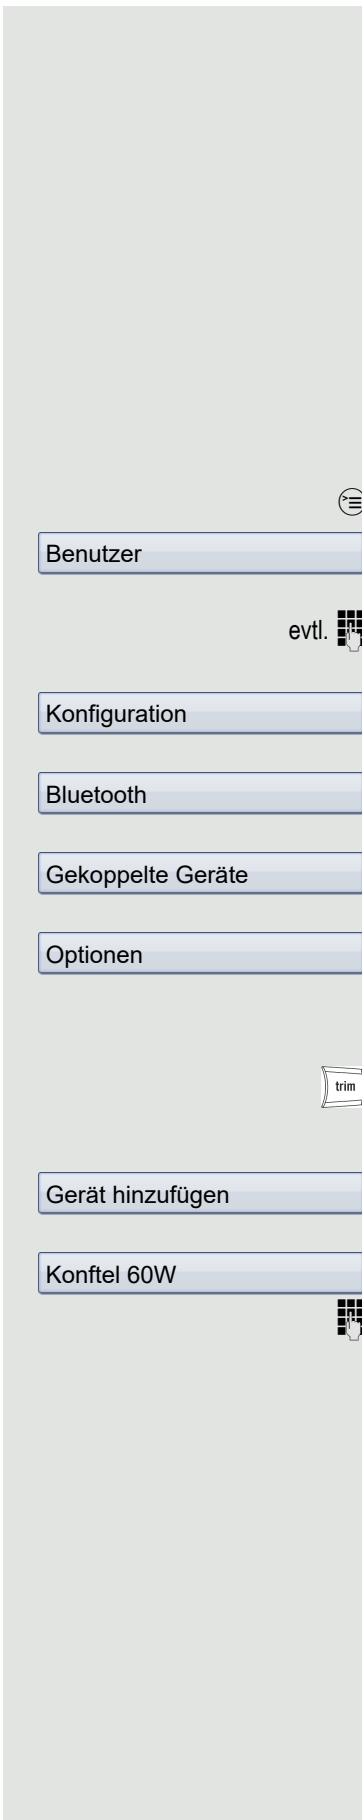 Benutzer
evtl.
Konfiguration
Bluetooth
Gekoppelte Geräte
Optionen
trim
Gerät hinzufügen
Konftel 60W